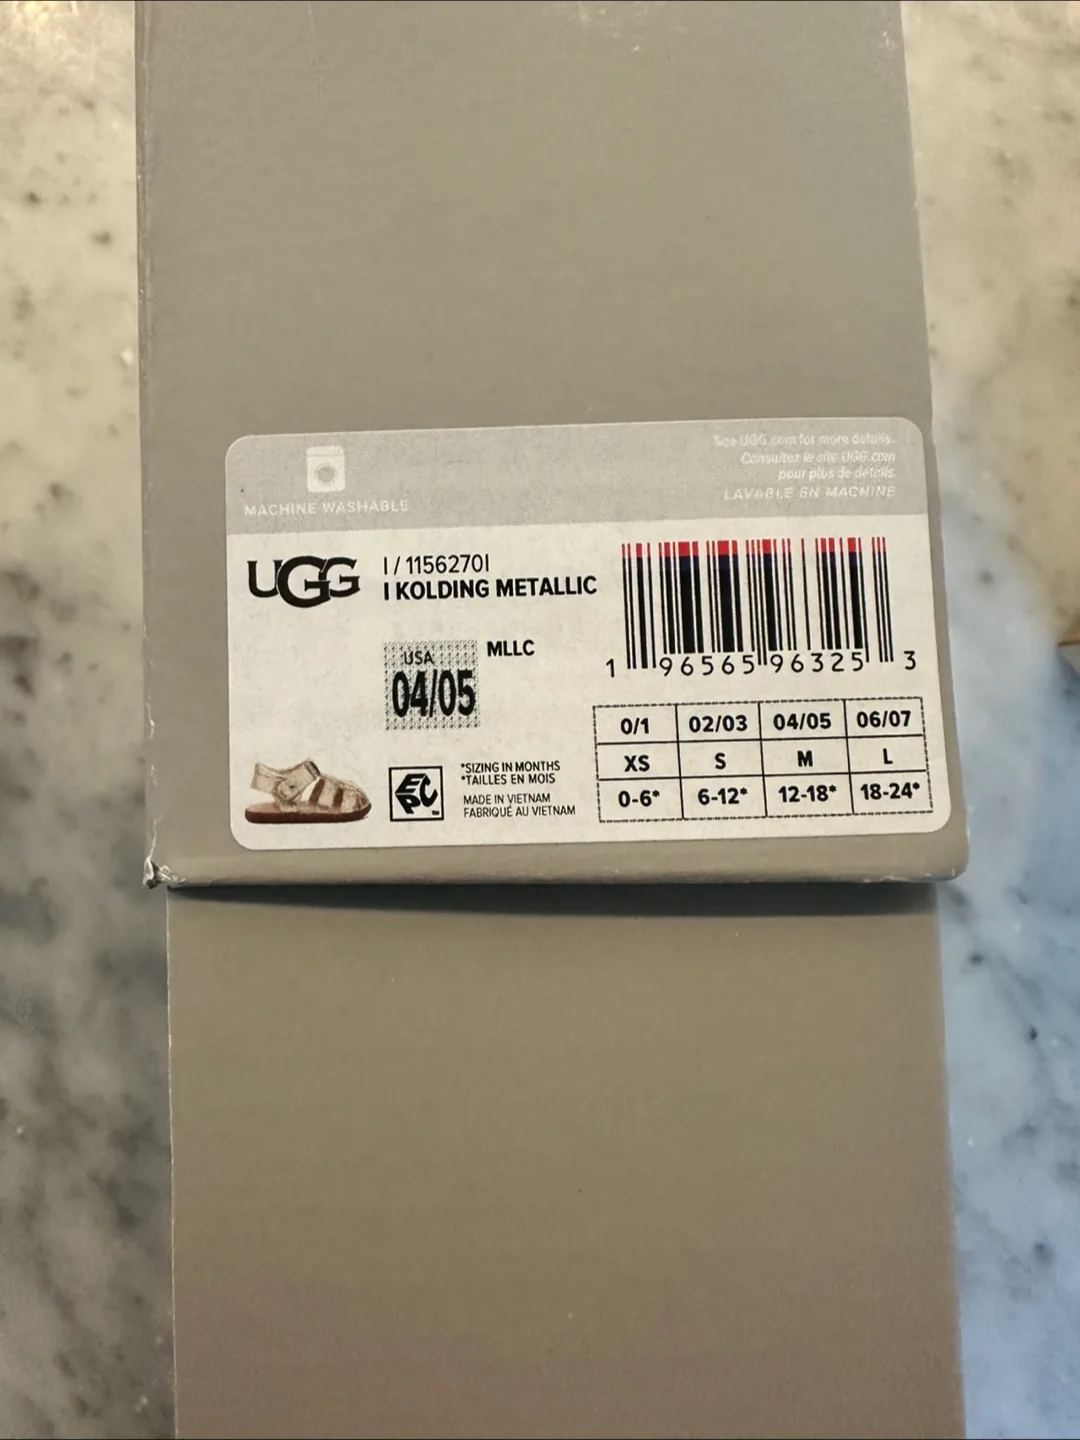 MACHINE WASHABLE
See UGG.com for more details.
Consultez le site UGG.com
pour plus de détails.
LAVABLE EN MACHINE
UGG
I / 1156270I
I KOLDING METALLIC
USA
04/05
MLLC
1 96565 96325 3
0/1 02/03 04/05 06/07
XS S M L
0-6* 6-12* 12-18* 18-24*
EPC™
*SIZING IN MONTHS
*TAILLES EN MOIS
MADE IN VIETNAM
FABRIQUÉ AU VIETNAM